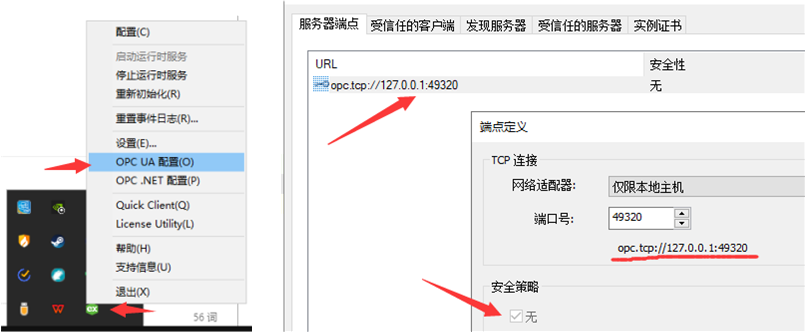 配置(C)
启动运行时服务
停止运行时服务
重新初始化(R)
重置事件日志(R)...
设置(E)...
OPC UA 配置(O)
OPC .NET 配置(P)
Quick Client(Q)
License Utility(L)
帮助(H)
支持信息(U)
退出(X)
56 词
服务器端点 受信任的客户端 发现服务器 受信任的服务器 实例证书
URL 安全性
opc.tcp://127.0.0.1:49320 无
端点定义
TCP 连接
网络适配器: 仅限本地主机
端口号: 49320
opc.tcp://127.0.0.1:49320
安全策略
无